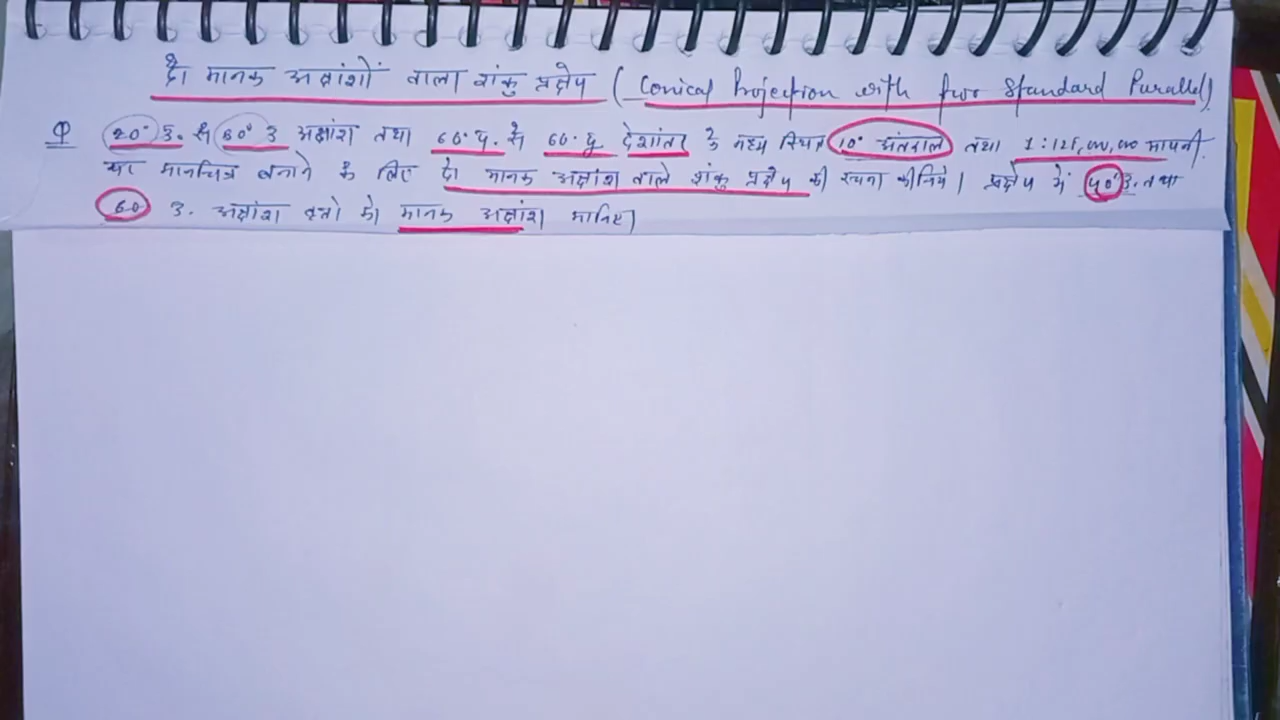 दो मानक अक्षांशों वाला शंकु प्रक्षेप (Conical Projection with two Standard Parallel)
Q 20° उ. से 80° उ अक्षांश तथा 60° प. से 60° पू देशांतर के मध्य स्थित 10° अंतराल तथा 1:125,000,000 मापनी
पर मानचित्र बनाने के लिए दो मानक अक्षांश वाले शंकु प्रक्षेप की रचना कीजिये। प्रक्षेप में 40° उ. तथा
60 उ. अक्षांश वृत्तो को मानक अक्षांश मानिए।